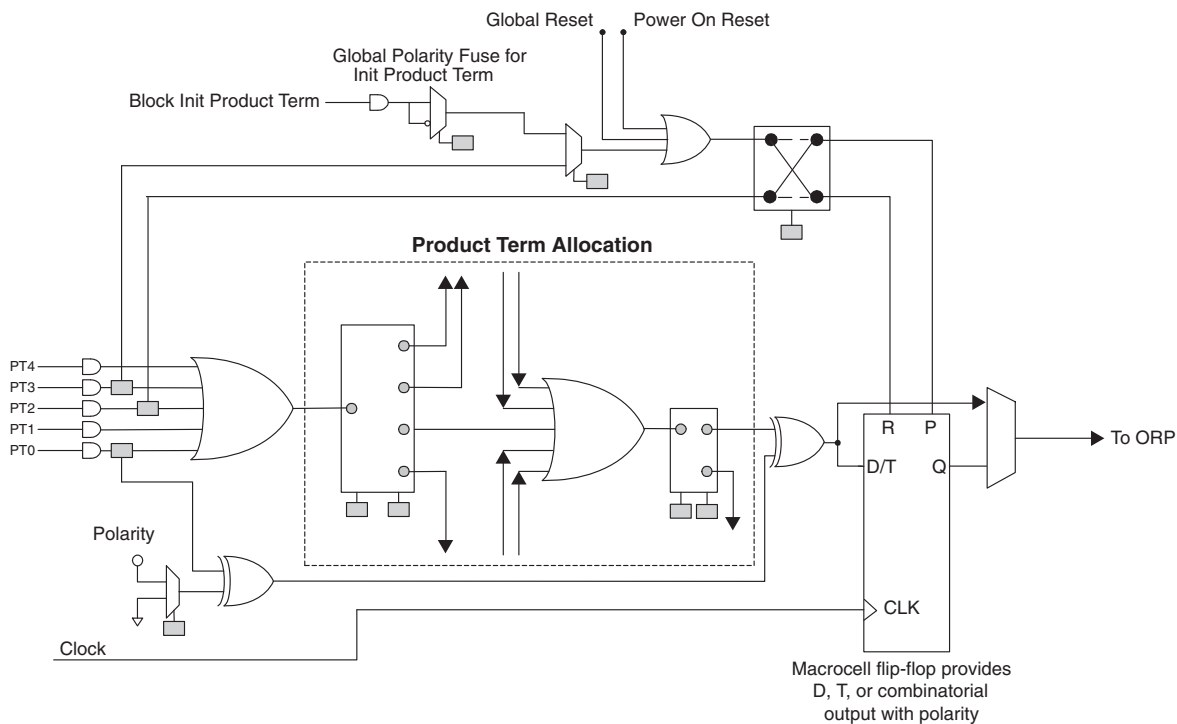 Global Reset
Power On Reset
Global Polarity Fuse for
Init Product Term
Block Init Product Term
Product Term Allocation
PT4
PT3
PT2
PT1
PT0
R
P
D/T
Q
To ORP
Polarity
CLK
Clock
Macrocell flip-flop provides
D, T, or combinatorial
output with polarity